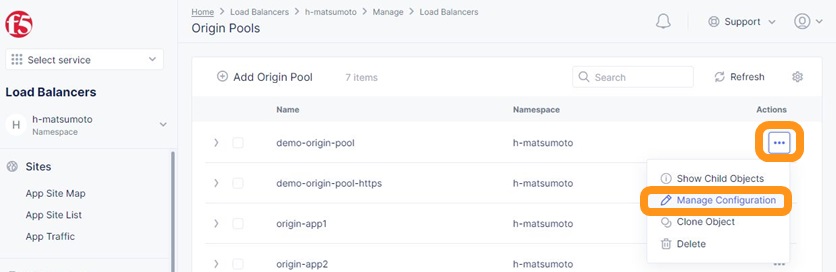 Home > Load Balancers > h-matsumoto > Manage > Load Balancers
Origin Pools
Support
f5
Select service
Load Balancers
H
h-matsumoto
Namespace
Sites
App Site Map
App Site List
App Traffic
Add Origin Pool 7 items Search Refresh
Name Namespace Actions
demo-origin-pool h-matsumoto
demo-origin-pool-https h-matsumoto
origin-app1 h-matsumoto
origin-app2 h-matsumoto
Show Child Objects
Manage Configuration
Clone Object
Delete